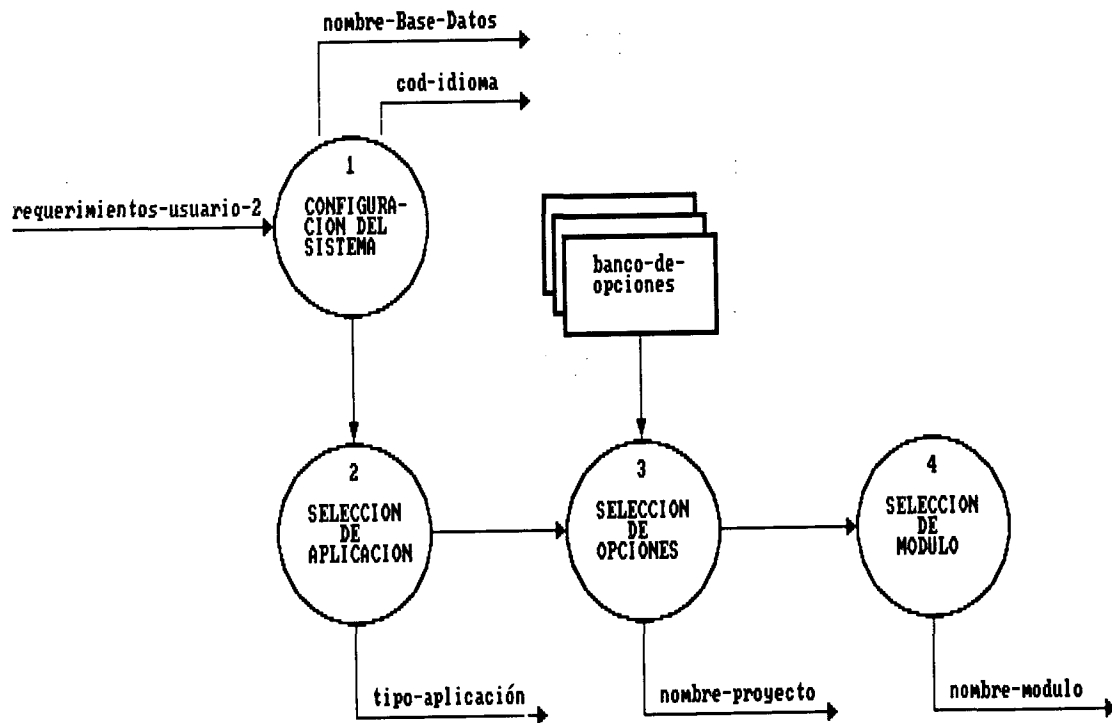 nombre-Base-Datos
cod-idioma
1
CONFIGURA-
CION DEL
SISTEMA
requerimientos-usuario-2
banco-de-
opciones
2
SELECCION
DE
APLICACION
3
SELECCION
DE
OPCIONES
4
SELECCION
DE
MODULO
tipo-aplicación
nombre-proyecto
nombre-modulo